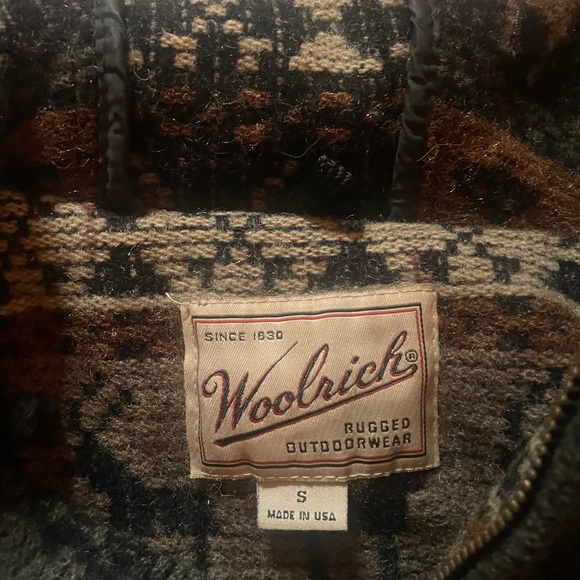 SINCE 1830
Woolrich®
RUGGED
OUTDOORWEAR
S
MADE IN USA